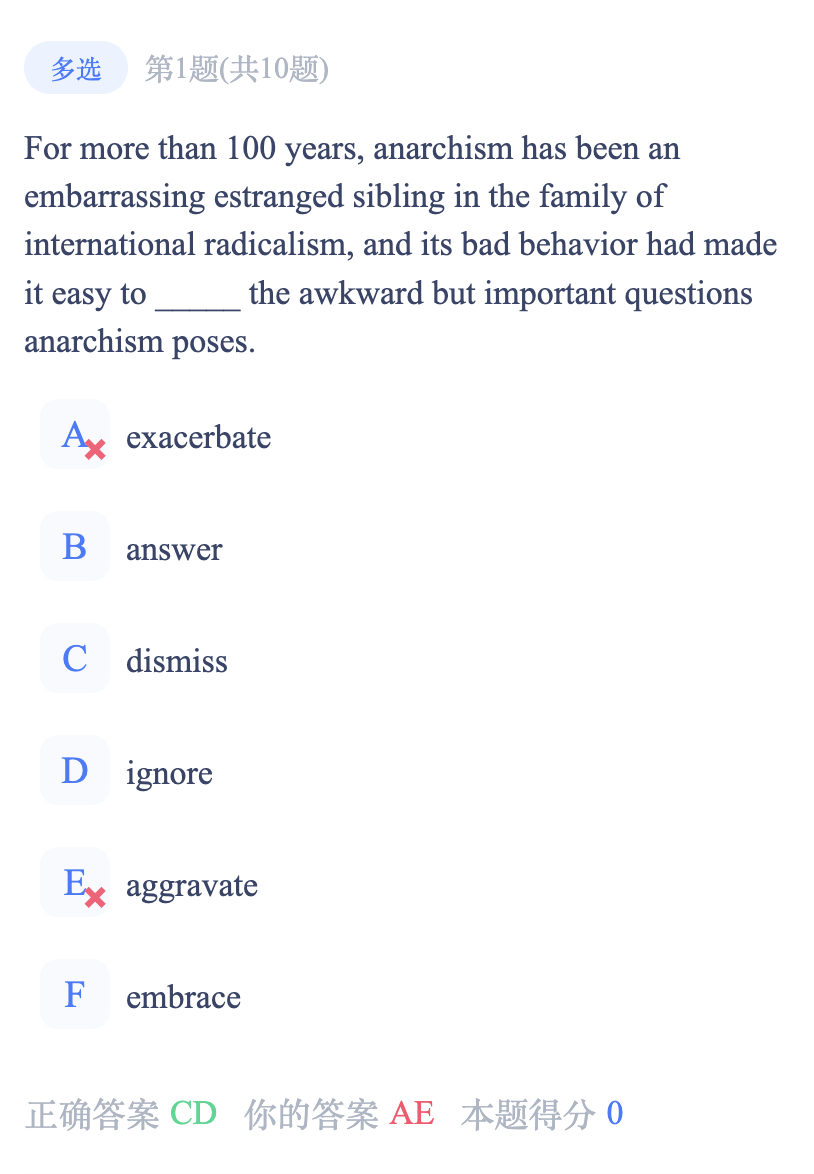 多选 第1题(共10题)
For more than 100 years, anarchism has been an
embarrassing estranged sibling in the family of
international radicalism, and its bad behavior had made
it easy to _____ the awkward but important questions
anarchism poses.
A exacerbate
B answer
C dismiss
D ignore
E aggravate
F embrace
正确答案 CD 你的答案 AE 本题得分 0